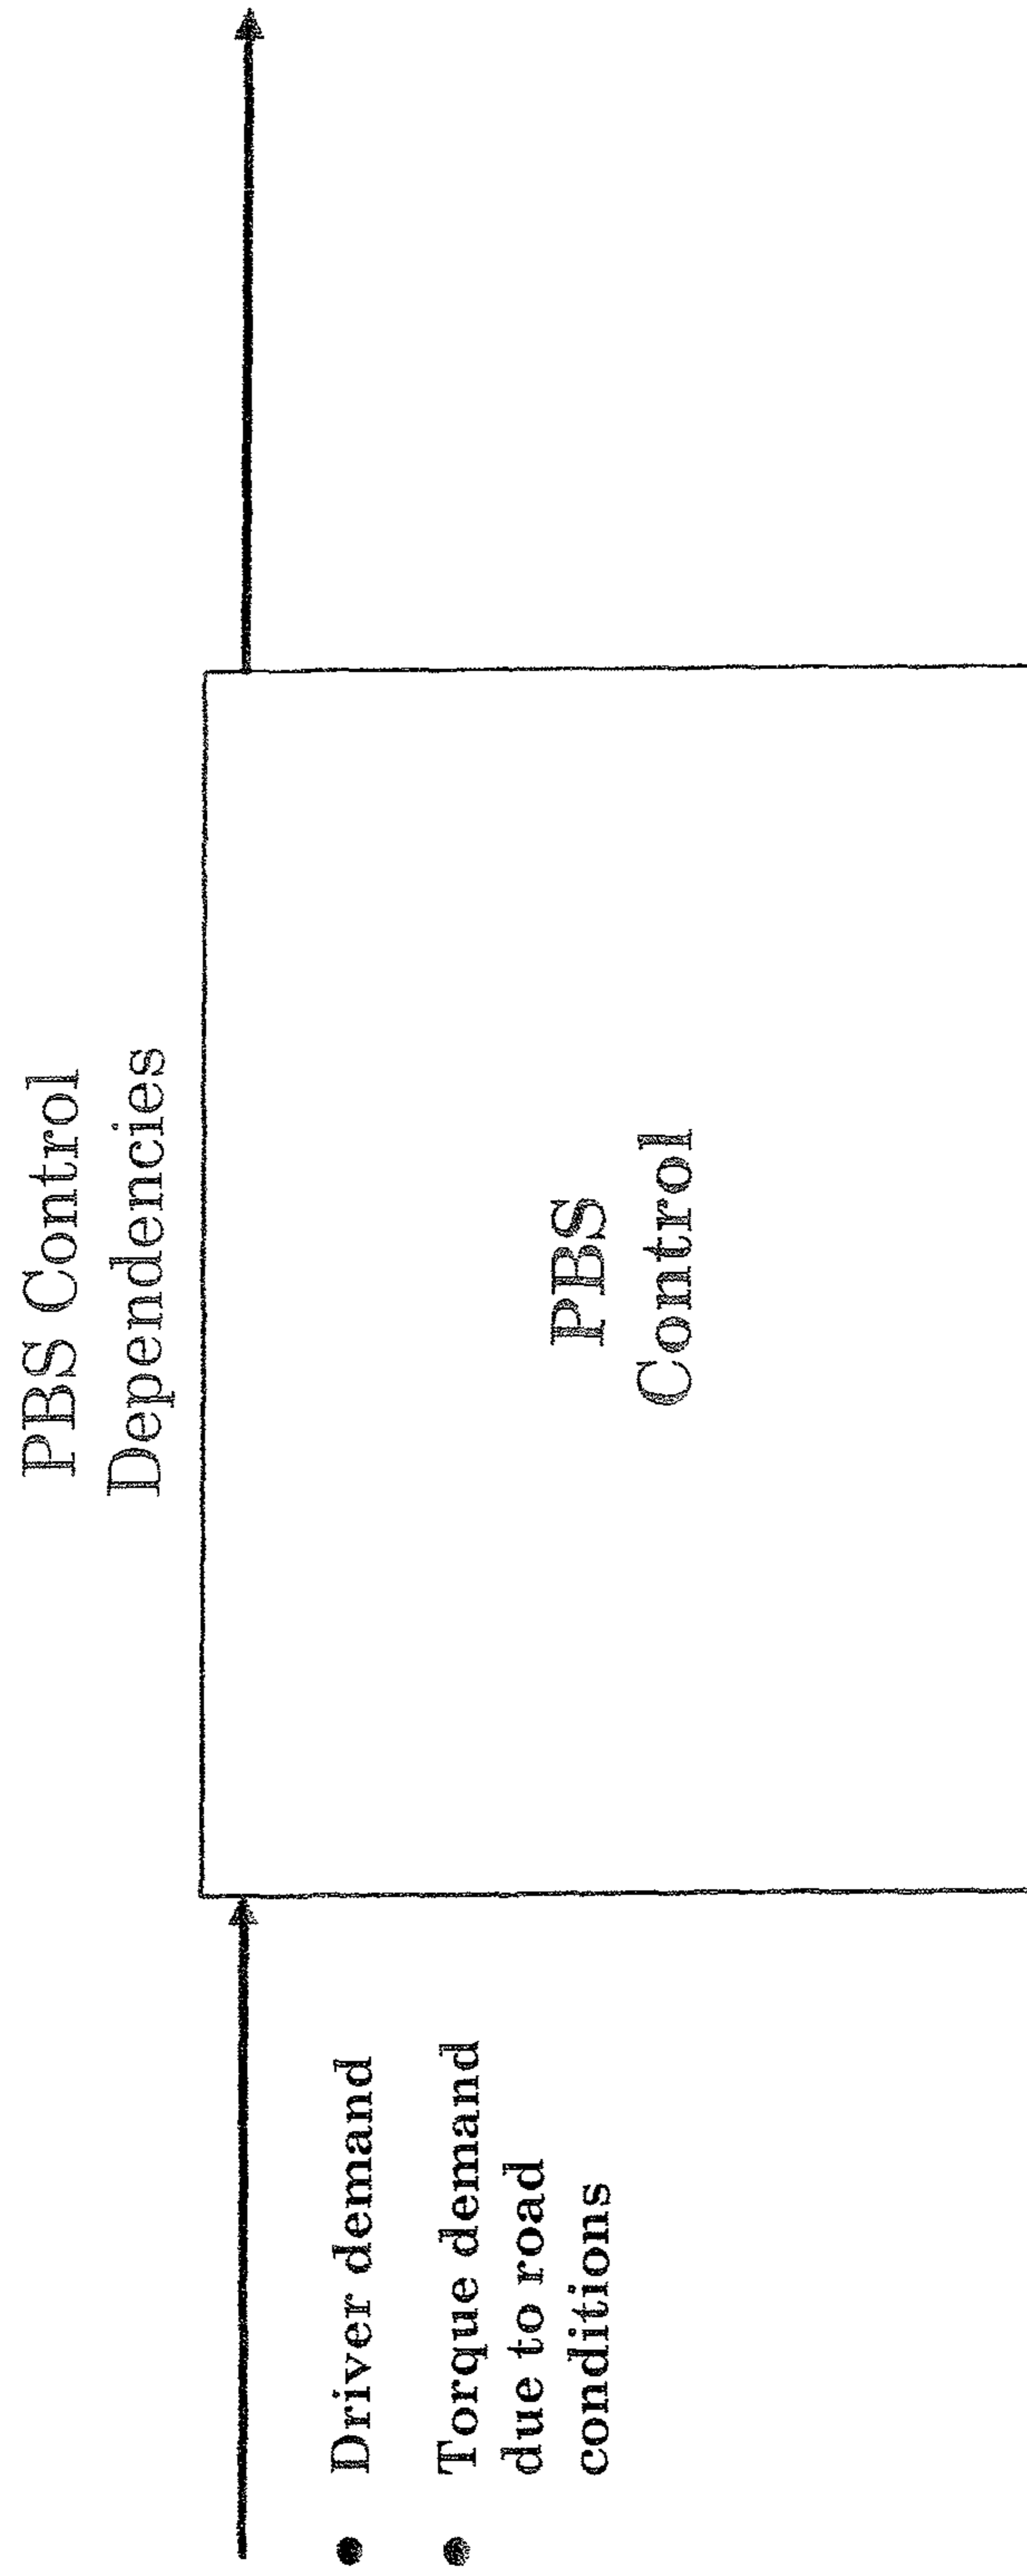 PBS Control
Dependencies
PBS
Control
● Driver demand
● Torque demand
due to road
conditions